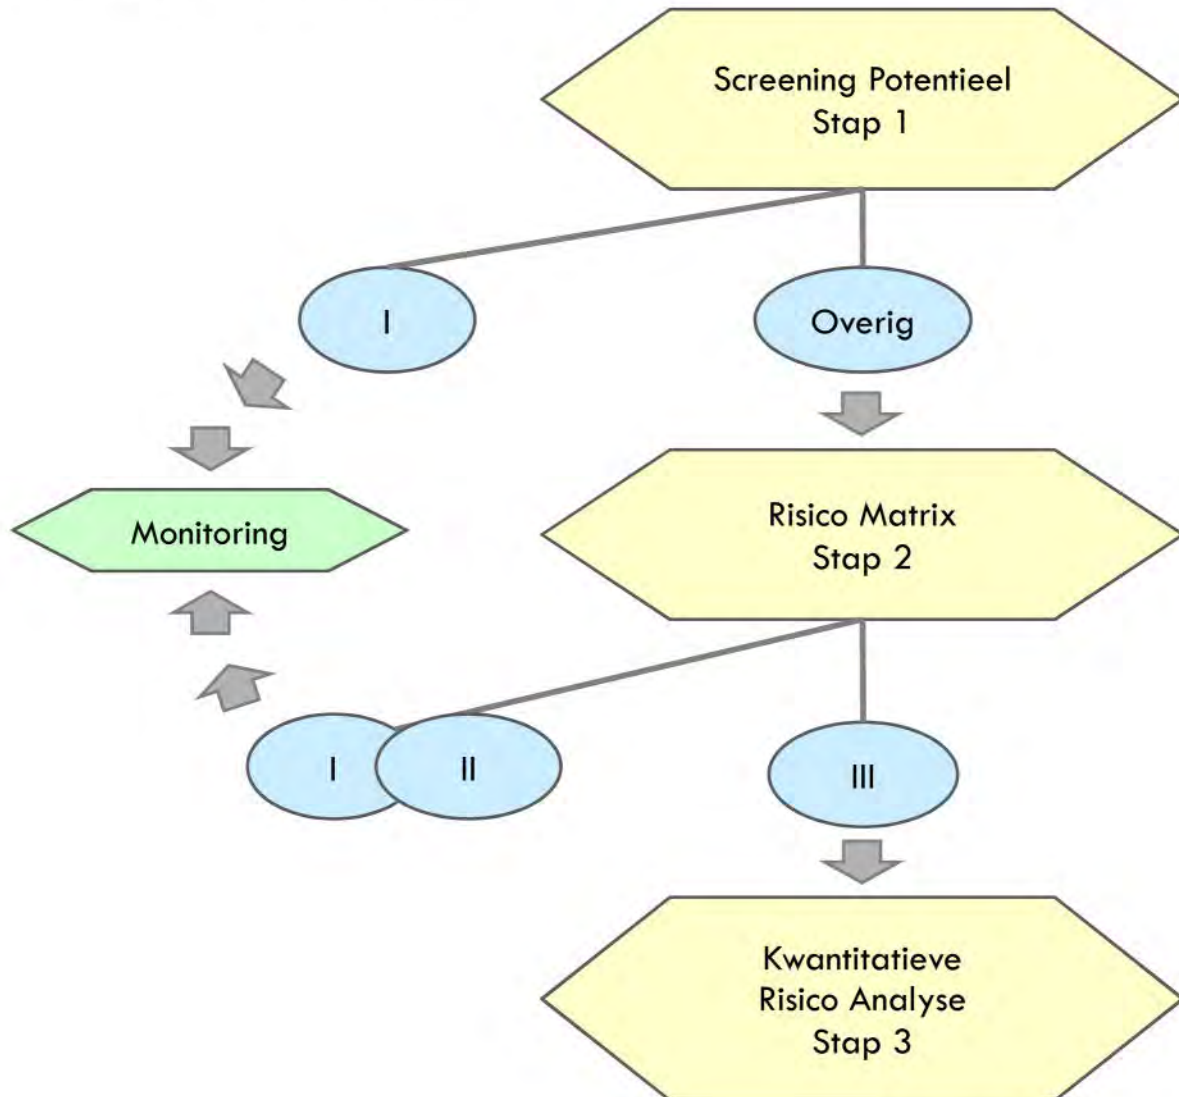 Screening Potentieel
Stap 1
I
Overig
Monitoring
Risico Matrix
Stap 2
I
II
III
Kwantitatieve
Risico Analyse
Stap 3